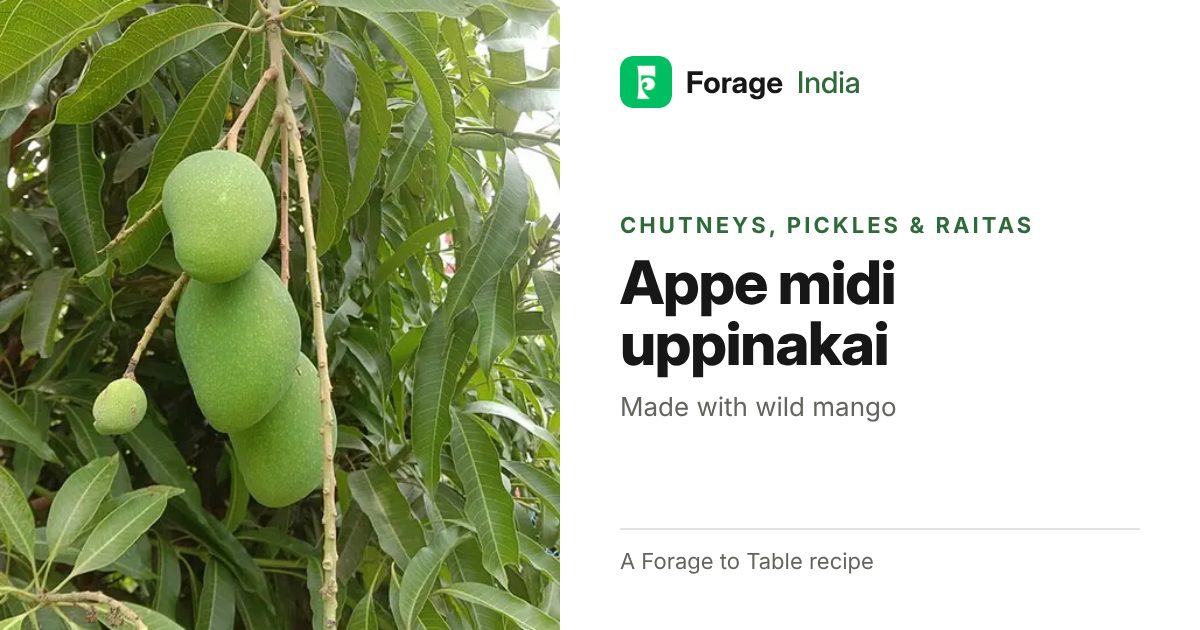 Forage India
CHUTNEYS, PICKLES & RAITAS
Appe midi
uppinakai
Made with wild mango
A Forage to Table recipe